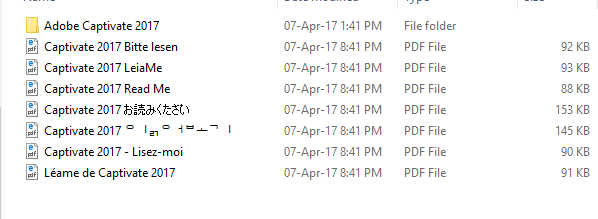 Adobe Captivate 2017 07-Apr-17 1:41 PM File folder
Captivate 2017 Bitte lesen 07-Apr-17 8:41 PM PDF File 92 KB
Captivate 2017 LeiaMe 07-Apr-17 8:41 PM PDF File 93 KB
Captivate 2017 Read Me 07-Apr-17 8:41 PM PDF File 88 KB
Captivate 2017 お読みください 07-Apr-17 8:41 PM PDF File 153 KB
Captivate 2017 ㅇㅣㄺㅇㅓㅂㅗㄱㅣ 07-Apr-17 8:41 PM PDF File 145 KB
Captivate 2017 - Lisez-moi 07-Apr-17 8:41 PM PDF File 90 KB
Léame de Captivate 2017 07-Apr-17 8:41 PM PDF File 91 KB